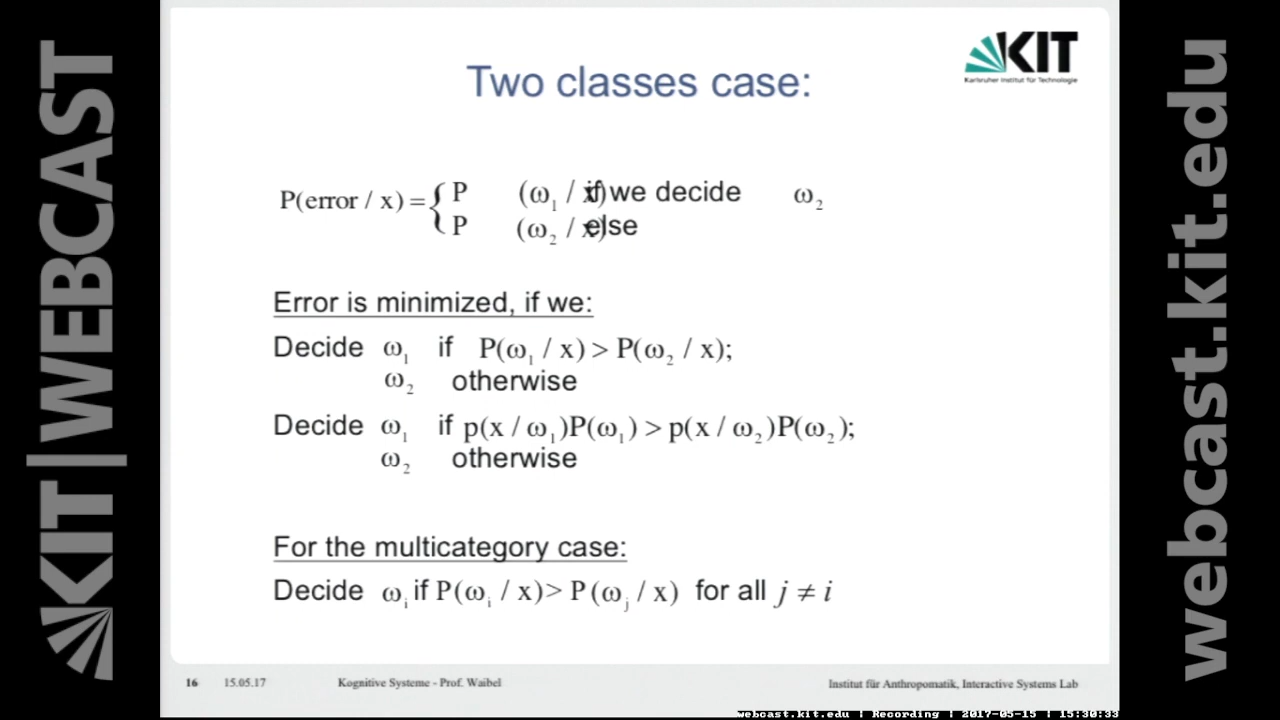 KIT|WEBCAST
KIT
Karlsruher Institut für Technologie
Two classes case:
P(error / x) = { P (ω₁ / x) if we decide ω₂
P (ω₂ / x) else
Error is minimized, if we:
Decide ω₁ if P(ω₁ / x) > P(ω₂ / x);
ω₂ otherwise
Decide ω₁ if p(x / ω₁)P(ω₁) > p(x / ω₂)P(ω₂);
ω₂ otherwise
For the multicategory case:
Decide ωᵢ if P(ωᵢ / x) > P(ωⱼ / x) for all j ≠ i
16 15.05.17 Kognitive Systeme - Prof. Waibel Institut für Anthropomatik, Interactive Systems Lab
webcast.kit.edu
webcast.kit.edu | Recording | 2017-05-15 | 15:30:33